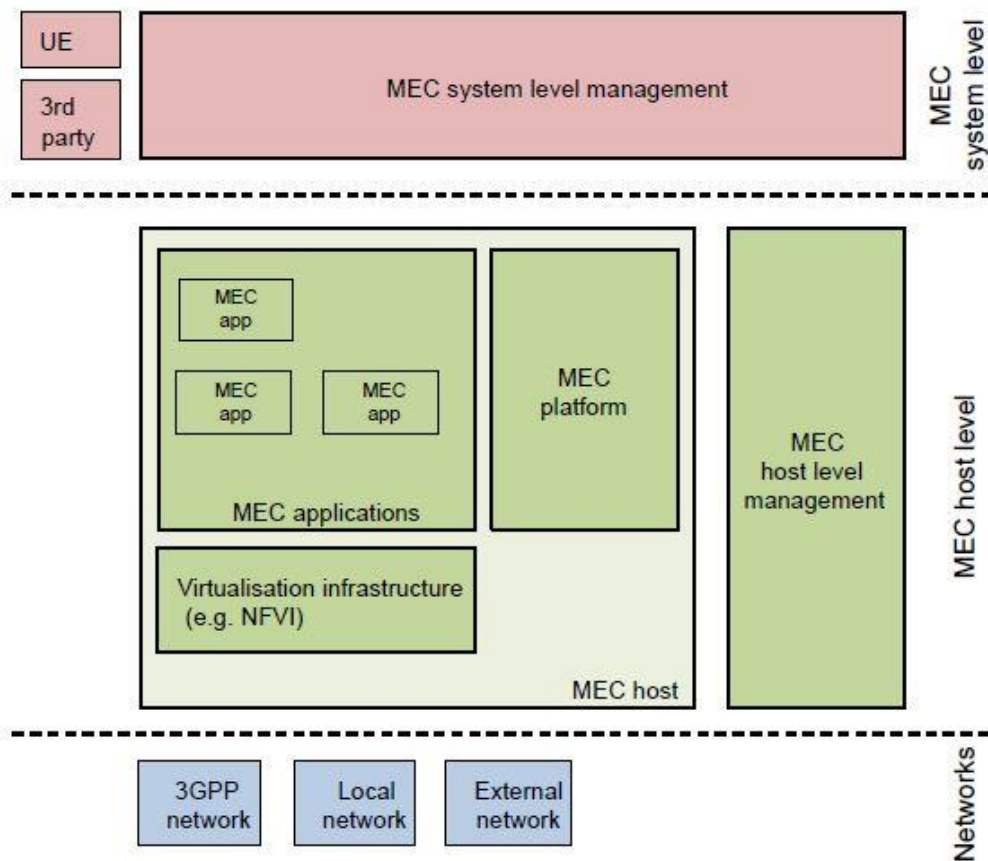 UE
3rd
party
MEC system level management
MEC
system level
MEC
app
MEC
app
MEC
app
MEC applications
MEC
platform
Virtualisation infrastructure
(e.g. NFVI)
MEC host
MEC
host level
management
MEC host level
3GPP
network
Local
network
External
network
Networks